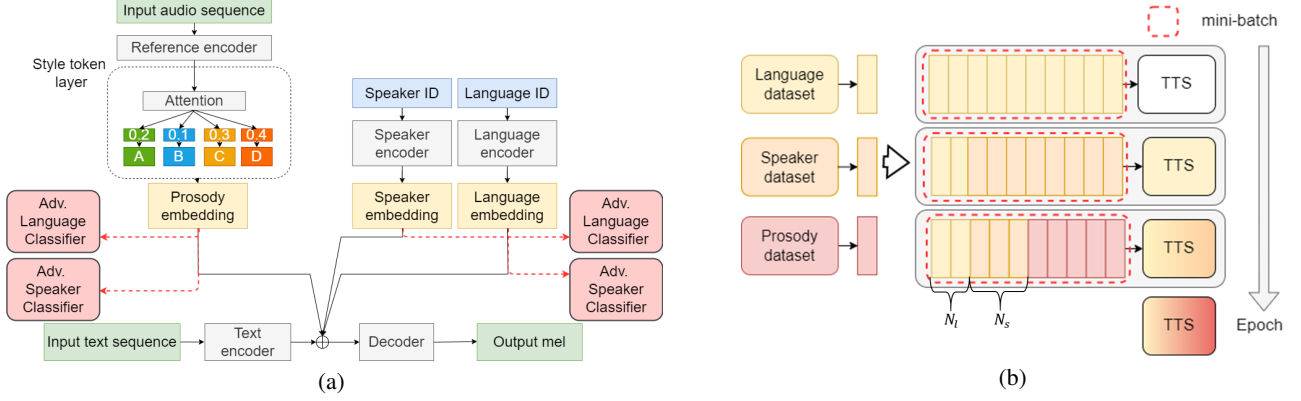 Input audio sequence
Reference encoder
Style token
layer
Attention
0.2 0.1 0.3 0.4
A B C D
Prosody
embedding
Speaker ID
Language ID
Speaker
encoder
Language
encoder
Speaker
embedding
Language
embedding
Adv.
Language
Classifier
Adv.
Speaker
Classifier
Adv.
Language
Classifier
Adv.
Speaker
Classifier
Input text sequence
Text
encoder
Decoder
Output mel
(a)
mini-batch
Language
dataset
TTS
Speaker
dataset
TTS
Prosody
dataset
TTS
N_l N_s
TTS
Epoch
(b)